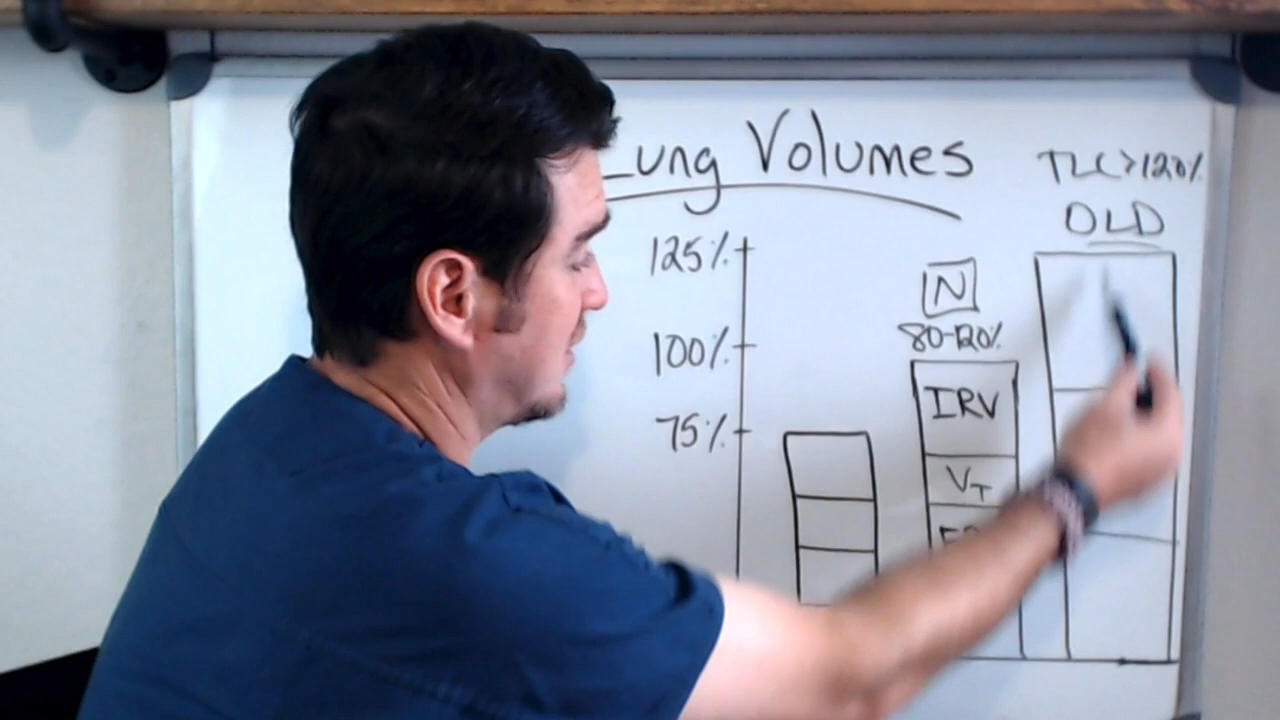 Lung Volumes
TLC>120%
OLD
125%
N
80-120%
100%
IRV
75%
VT